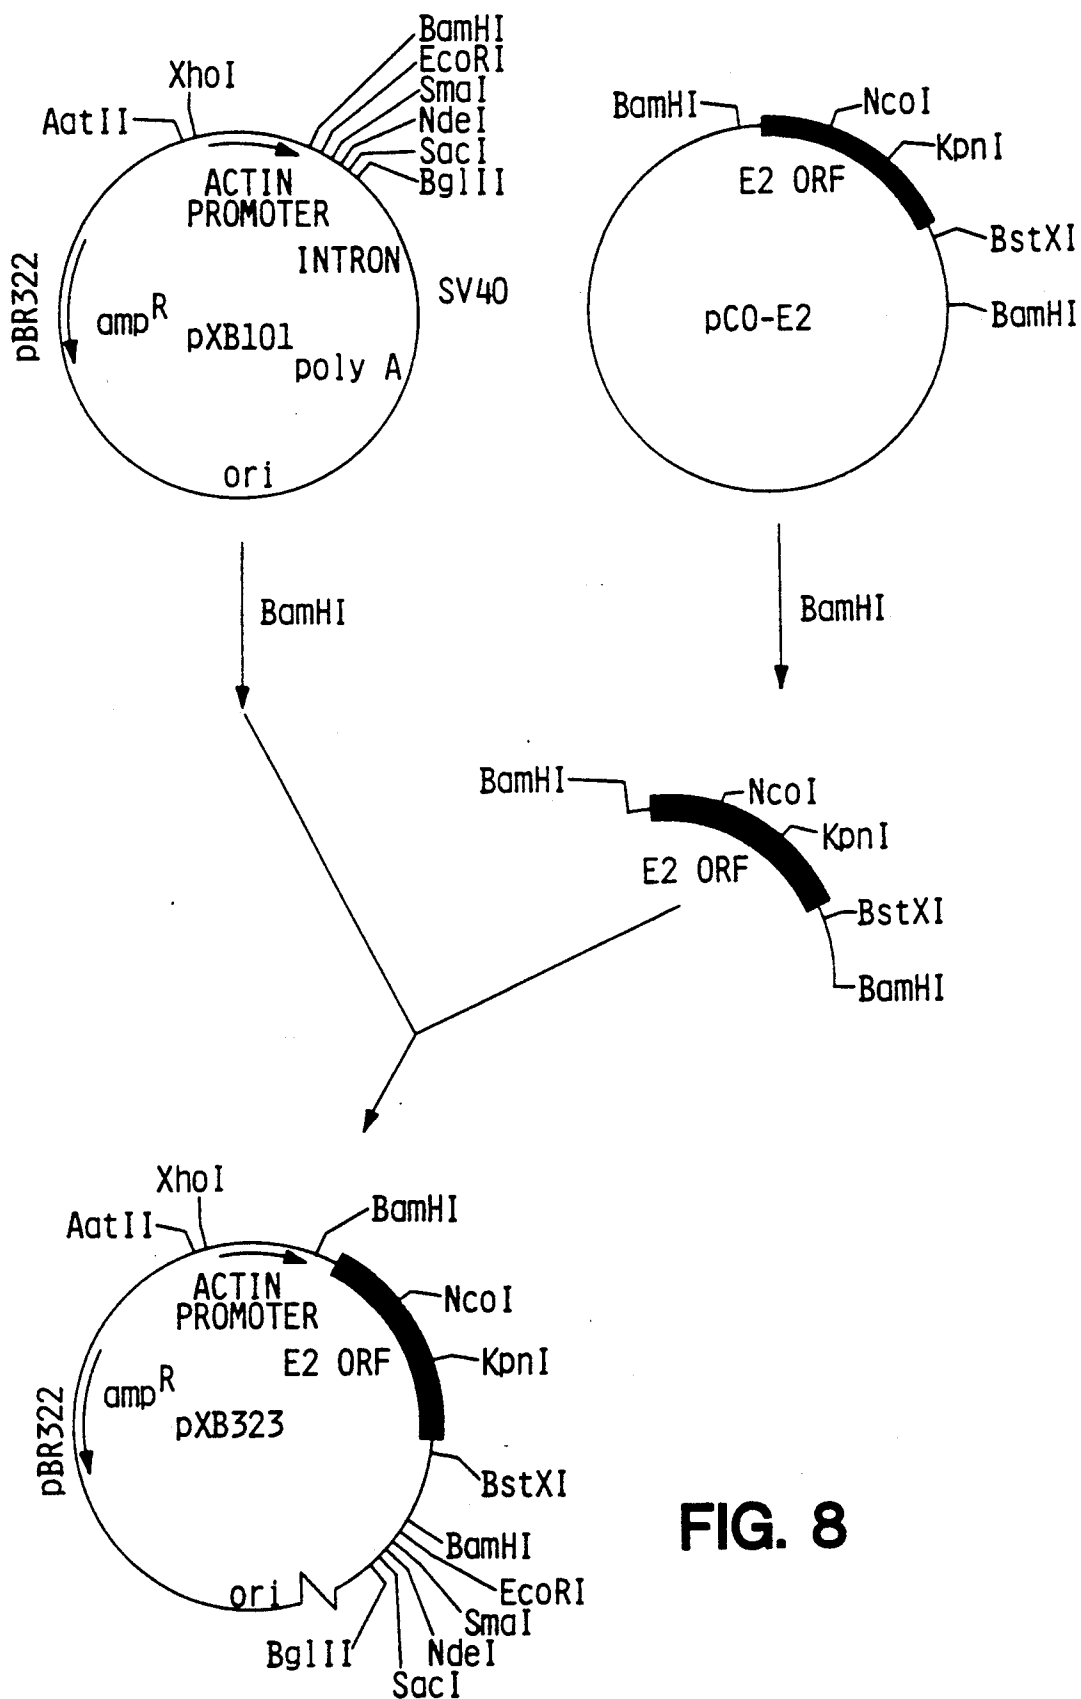 BamHI
EcoRI
SmaI
NdeI
SacI
BglII
XhoI
AatII
ACTIN
PROMOTER
INTRON
SV40
pBR322
ampR
pXB101
poly A
ori
BamHI
NcoI
KpnI
E2 ORF
BstXI
BamHI
pCO-E2
BamHI
BamHI
BamHI
NcoI
KpnI
E2 ORF
BstXI
BamHI
XhoI
AatII
BamHI
ACTIN
PROMOTER
NcoI
E2 ORF
KpnI
pBR322
ampR
pXB323
BstXI
BamHI
EcoRI
SmaI
NdeI
SacI
BglII
ori
FIG. 8